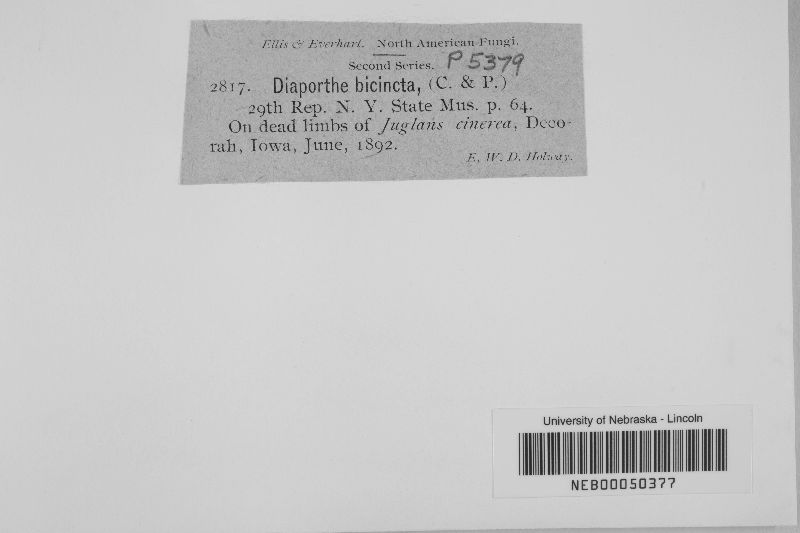 Ellis & Everhart. North American Fungi.
Second Series. P 5379
2817. Diaporthe bicincta, (C. & P.)
29th Rep. N. Y. State Mus. p. 64.
On dead limbs of Juglans cinerea, Deco-
rah, Iowa, June, 1892.
E. W. D. Holway.
University of Nebraska - Lincoln
NEB00050377